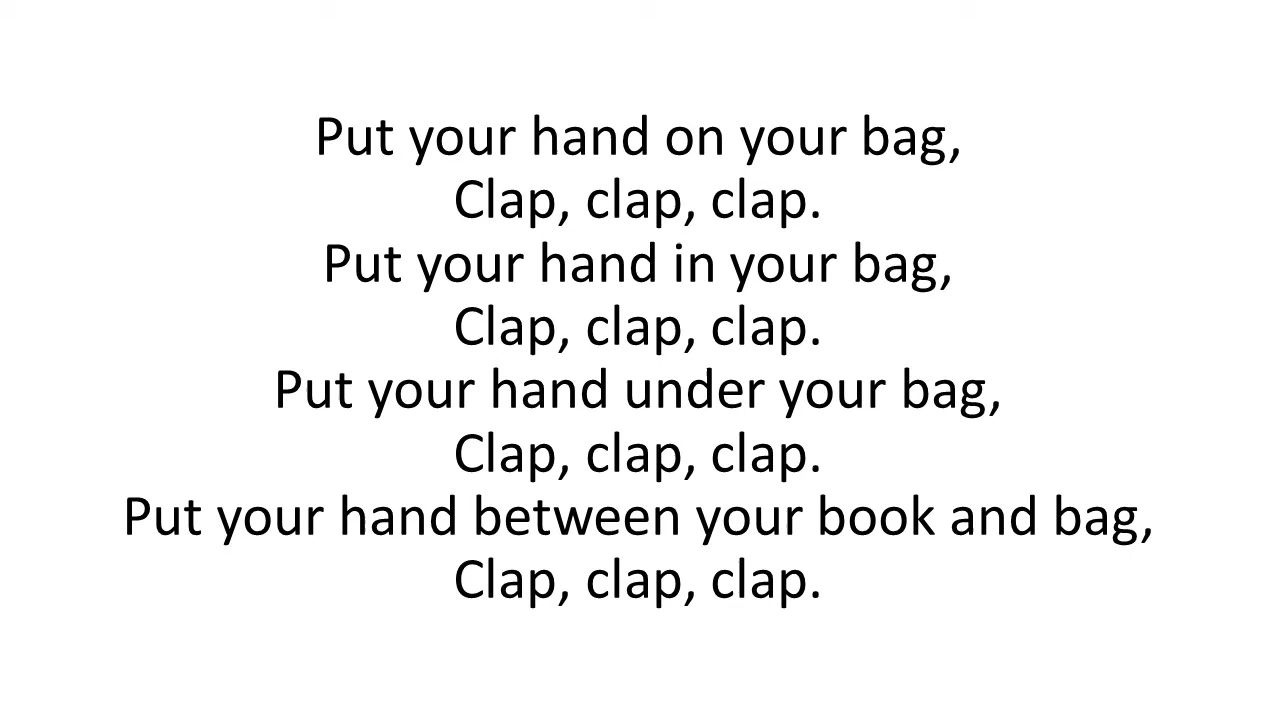 Put your hand on your bag,
Clap, clap, clap.
Put your hand in your bag,
Clap, clap, clap.
Put your hand under your bag,
Clap, clap, clap.
Put your hand between your book and bag,
Clap, clap, clap.